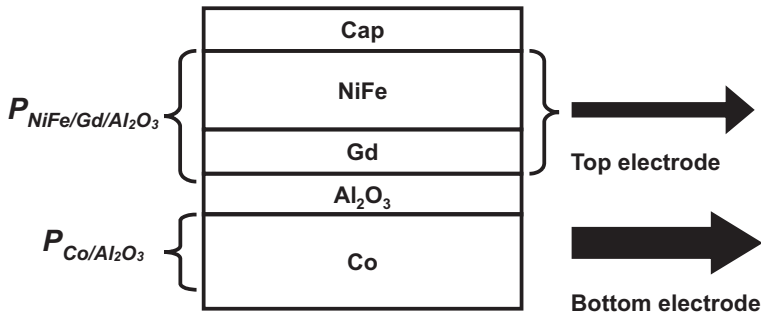 Cap
NiFe
P_NiFe/Gd/Al₂O₃
Gd
Top electrode
Al₂O₃
P_Co/Al₂O₃
Co
Bottom electrode